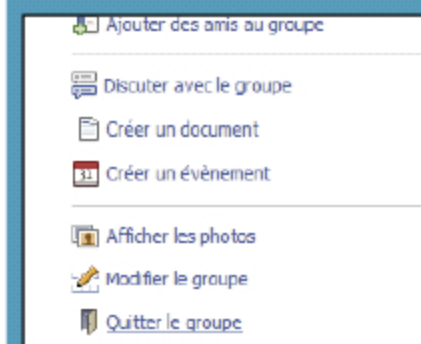 Ajouter des amis au groupe
Discuter avec le groupe
Créer un document
31 Créer un évènement
Afficher les photos
Modifier le groupe
Quitter le groupe